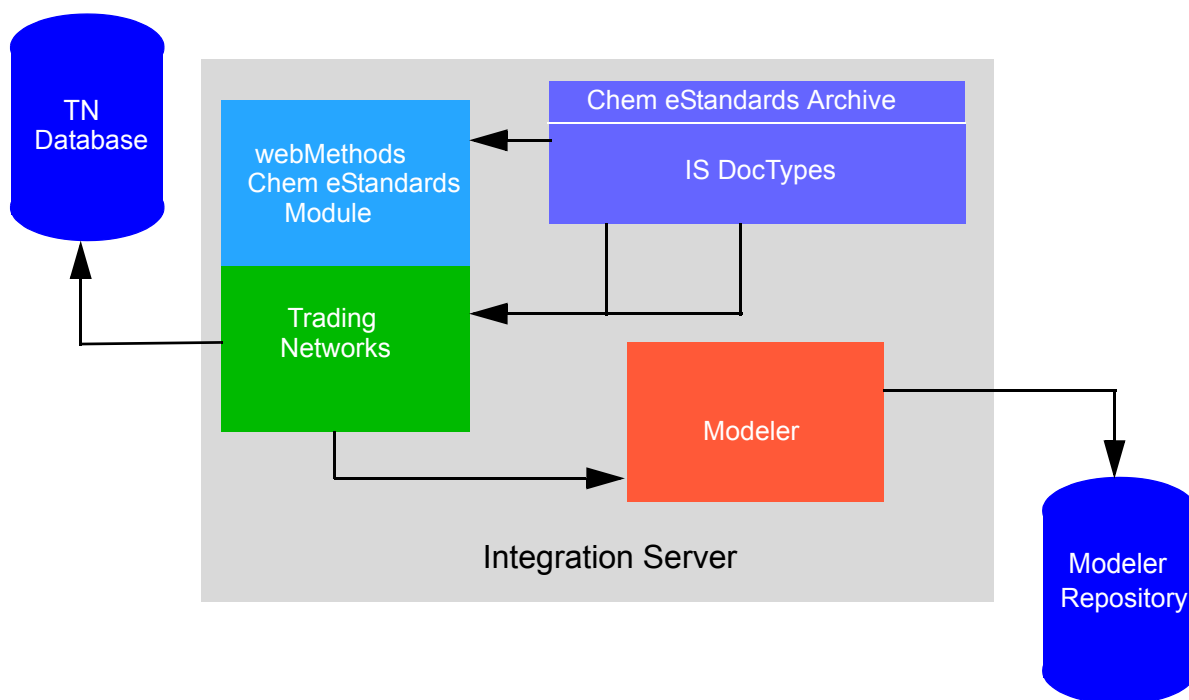 TN
Database
webMethods
Chem eStandards
Module
Chem eStandards Archive
IS DocTypes
Trading
Networks
Modeler
Integration Server
Modeler
Repository